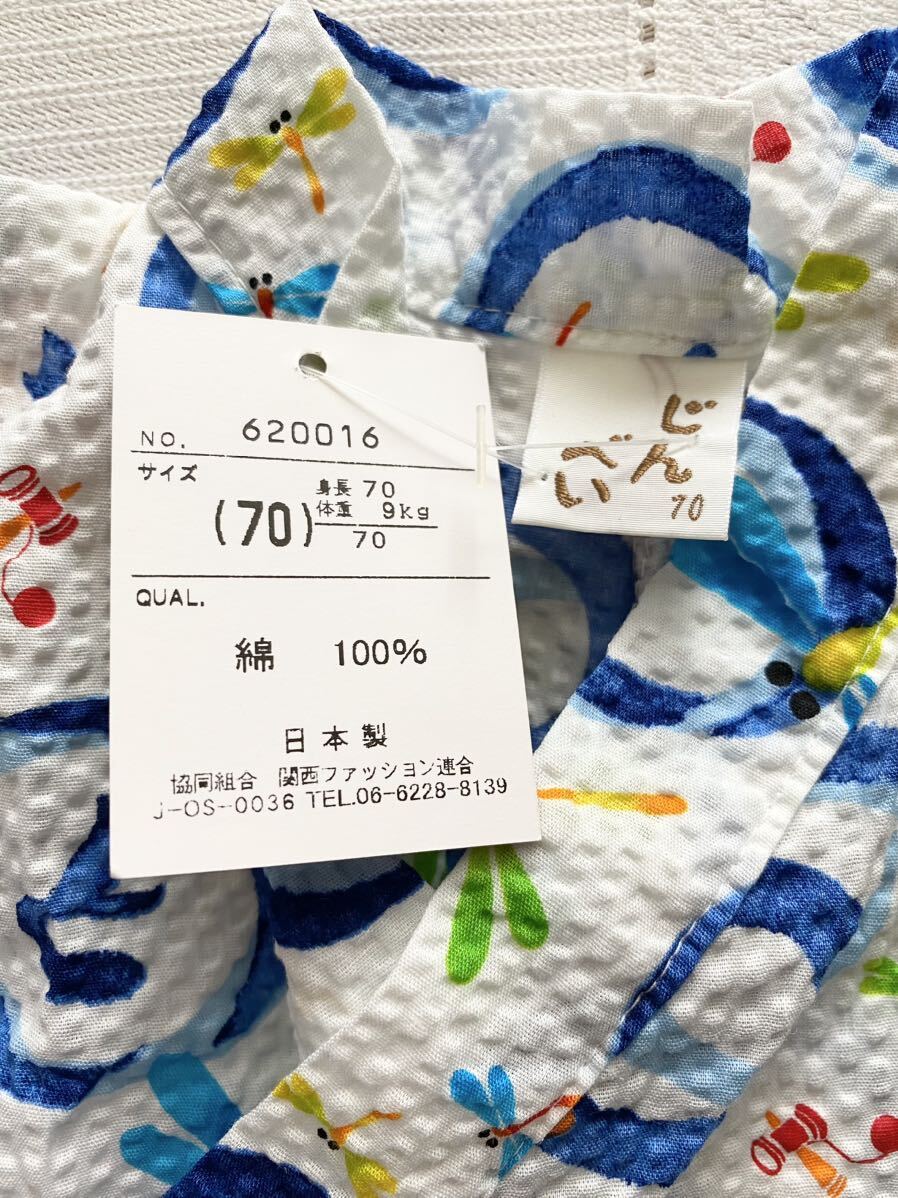 NO. 620016
サイズ
(70) 身長 70
体重 9kg
70
QUAL.
綿 100%
日本製
協同組合 関西ファッション連合
J-OS-0036 TEL.06-6228-8139
じん
べい
70